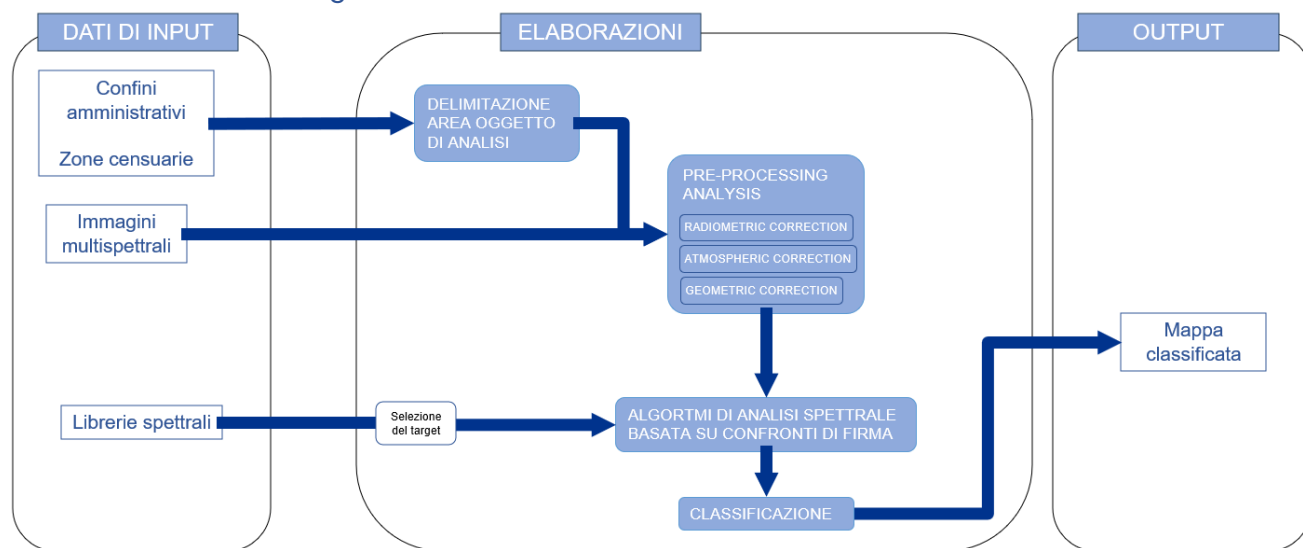 DATI DI INPUT
ELABORAZIONI
OUTPUT
Confini
amministrativi
Zone censuarie
DELIMITAZIONE
AREA OGGETTO
DI ANALISI
PRE-PROCESSING
ANALYSIS
RADIOMETRIC CORRECTION
ATMOSPHERIC CORRECTION
GEOMETRIC CORRECTION
Immagini
multispettrali
Mappa
classificata
Librerie spettrali
Selezione
del target
ALGORTMI DI ANALISI SPETTRALE
BASATA SU CONFRONTI DI FIRMA
CLASSIFICAZIONE